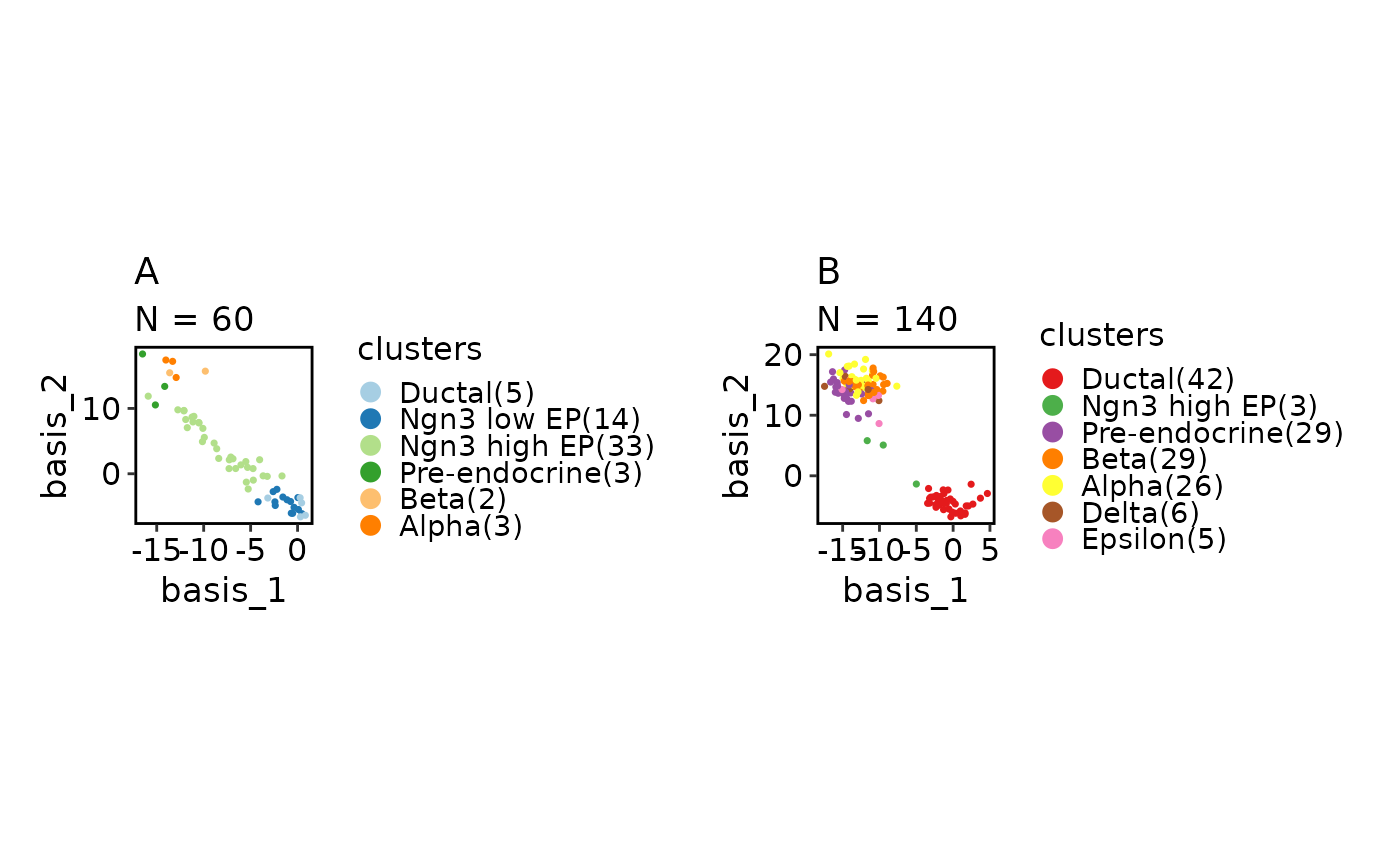 A
N = 60
basis_2
10
0
-15
-10
-5
0
basis_1
clusters
Ductal(5)
Ngn3 low EP(14)
Ngn3 high EP(33)
Pre-endocrine(3)
Beta(2)
Alpha(3)
B
N = 140
basis_2
20
10
0
-15
-10
-5
0
5
basis_1
clusters
Ductal(42)
Ngn3 high EP(3)
Pre-endocrine(29)
Beta(29)
Alpha(26)
Delta(6)
Epsilon(5)